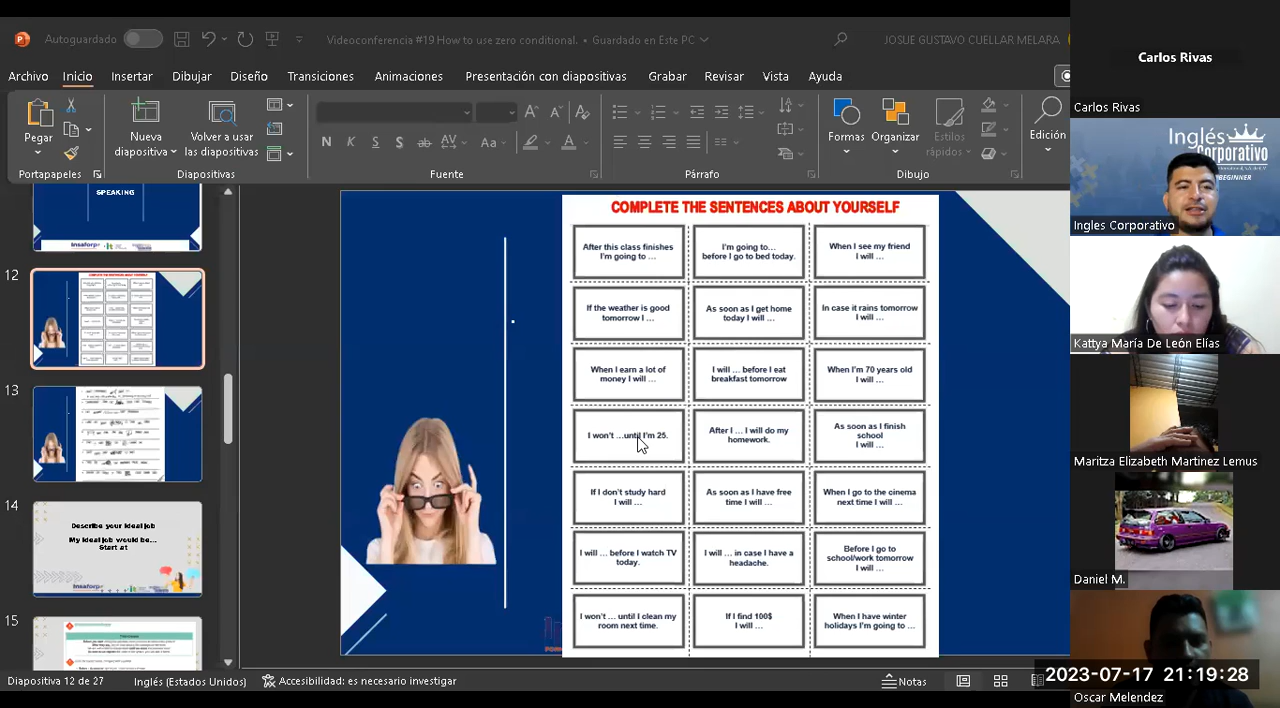 Autoguardado
Videoconferencia #19 How to use zero conditional. • Guardado en Este PC
JOSUE GUSTAVO CUELLAR MELARA
Archivo Inicio Insertar Dibujar Diseño Transiciones Animaciones Presentación con diapositivas Grabar Revisar Vista Ayuda
Pegar
Nueva
diapositiva
Volver a usar
las diapositivas
Formas
Organizar
Estilos
rápidos
Edición
N K S S ab AV Aa A
Portapapeles
Diapositivas
Fuente
Párrafo
Dibujo
SPEAKING
12
13
14
Describe your ideal job
My ideal job would be...
Start at
15
COMPLETE THE SENTENCES ABOUT YOURSELF
After this class finishes
I'm going to ...
I'm going to...
before I go to bed today.
When I see my friend
I will ...
If the weather is good
tomorrow I ...
As soon as I get home
today I will ...
In case it rains tomorrow
I will ...
When I earn a lot of
money I will ...
I will ... before I eat
breakfast tomorrow
When I'm 70 years old
I will ...
I won't ...until I'm 25.
After I ... I will do my
homework.
As soon as I finish
school
I will ...
If I don't study hard
I will ...
As soon as I have free
time I will ...
When I go to the cinema
next time I will ...
I will ... before I watch TV
today.
I will ... in case I have a
headache.
Before I go to
school/work tomorrow
I will ...
I won't ... until I clean my
room next time.
If I find 100$
I will ...
When I have winter
holidays I'm going to ...
Diapositiva 12 de 27
Inglés (Estados Unidos)
Accesibilidad: es necesario investigar
Notas
Carlos Rivas
Carlos Rivas
Inglés
Corporativo
BEGINNER
Ingles Corporativo
Kattya María De León Elías
Maritza Elizabeth Martinez Lemus
Daniel M.
2023-07-17 21:19:28
Oscar Melendez